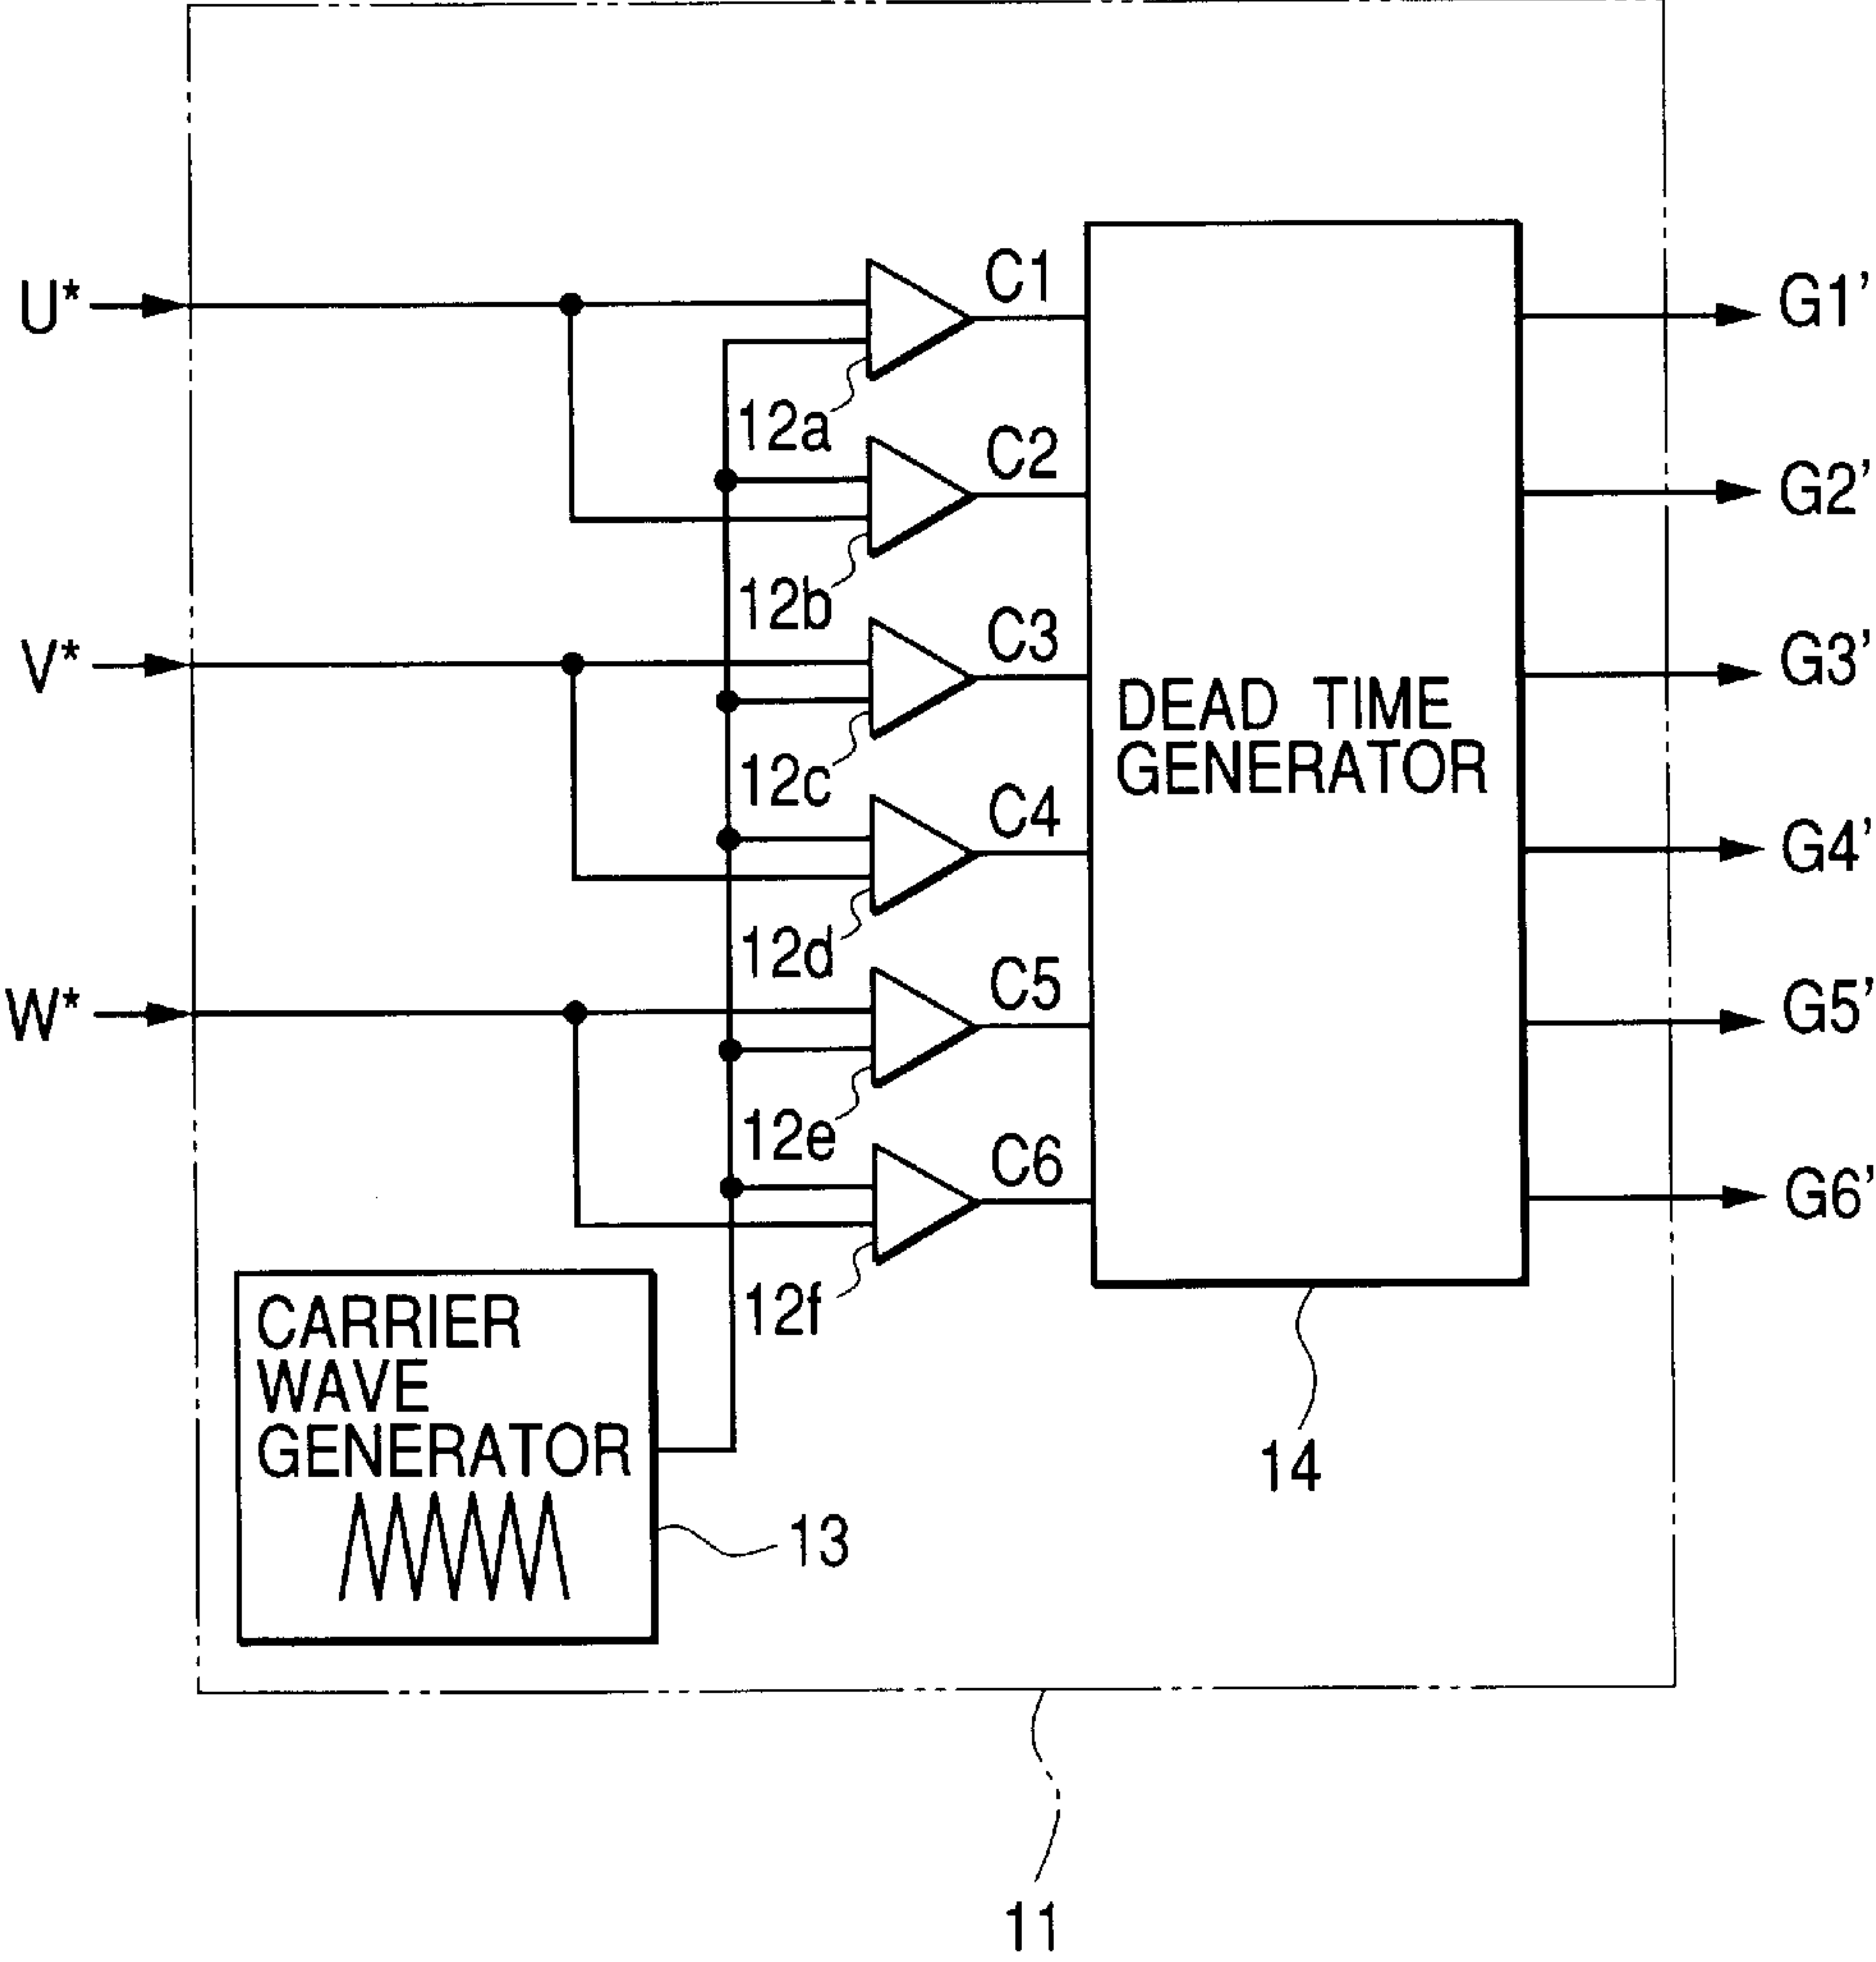 U*
C1
G1'
12a
C2
G2'
12b
V*
C3
G3'
12c
DEAD TIME
GENERATOR
C4
G4'
12d
W*
C5
G5'
12e
C6
G6'
12f
CARRIER
WAVE
GENERATOR
13
14
11